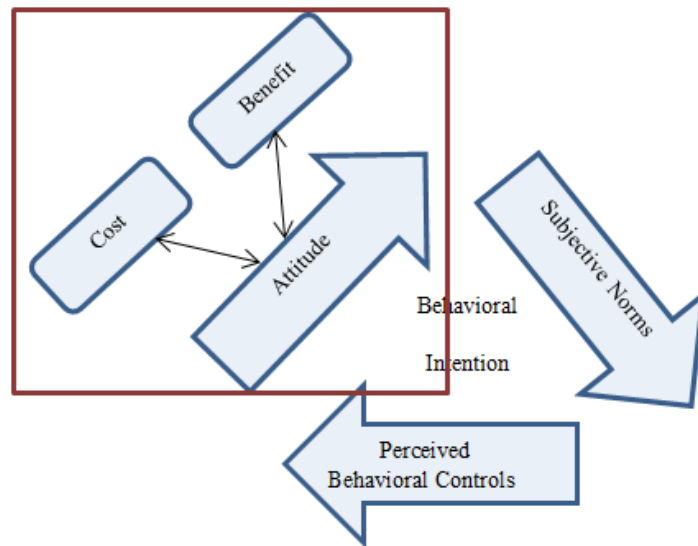 Benefit
Cost
Attitude
Subjective Norms
Behavioral
Intention
Perceived
Behavioral Controls